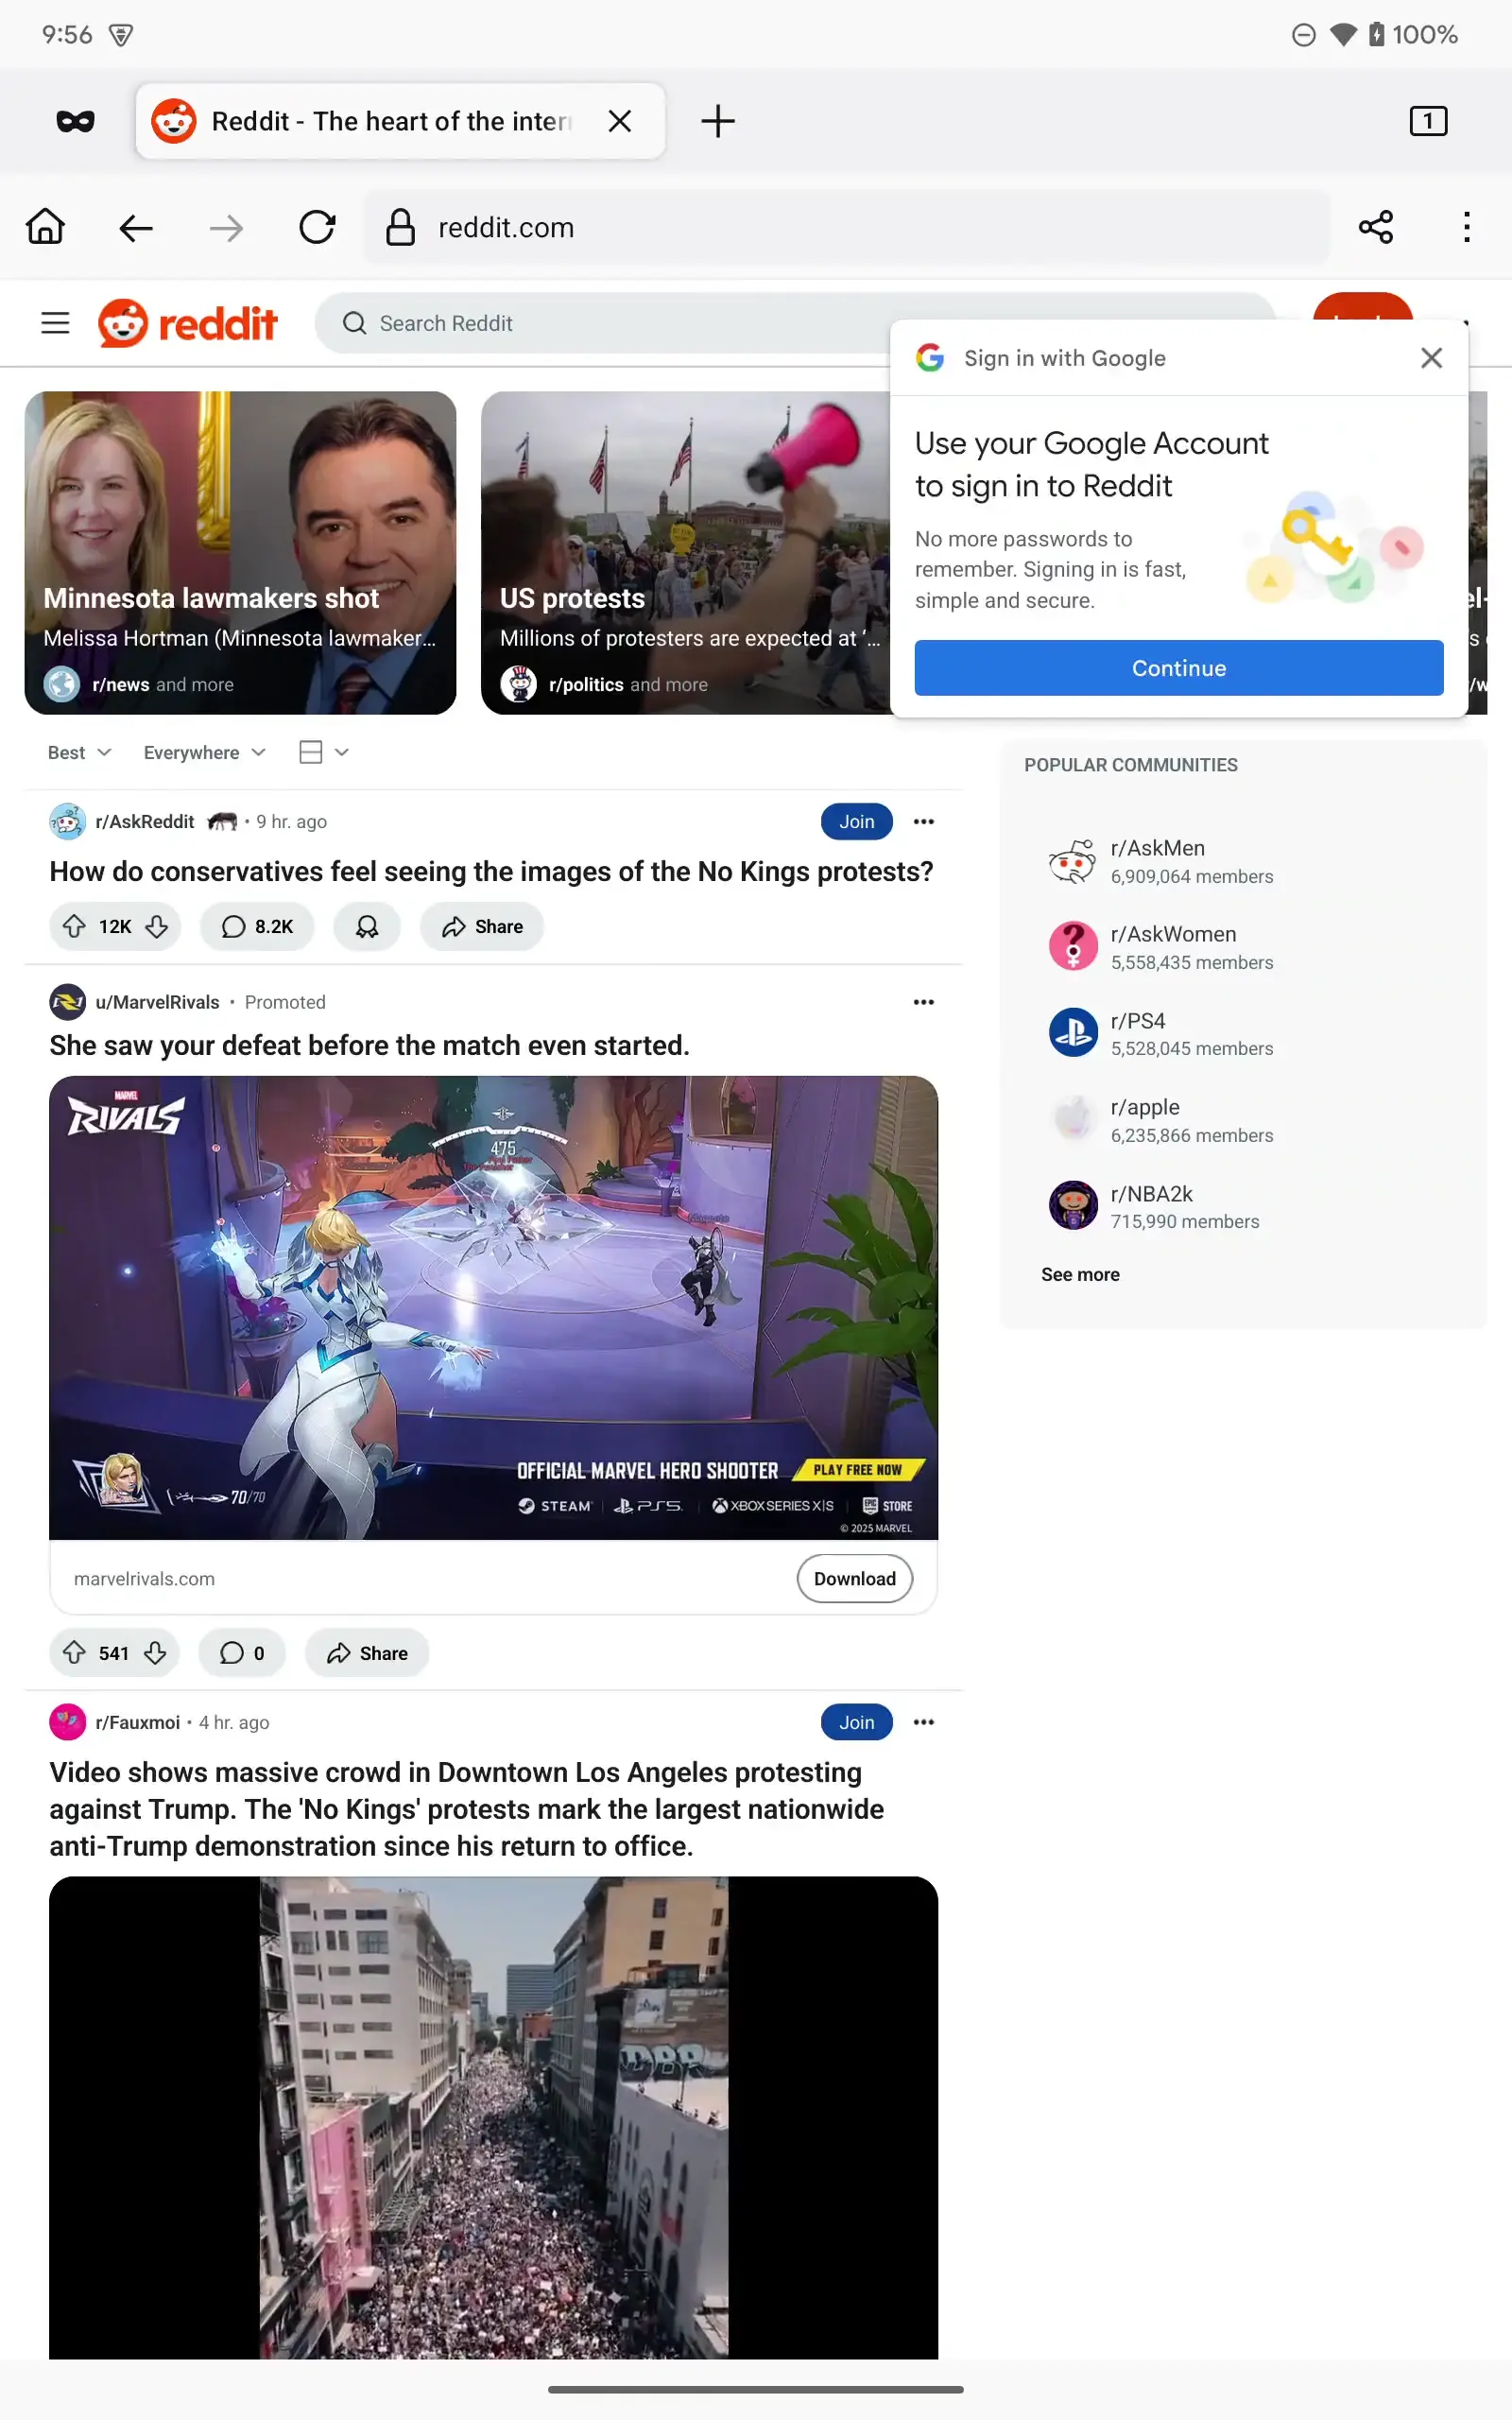 9:56
100%
Reddit - The heart of the inter
1
reddit.com
reddit
Search Reddit
Sign in with Google
Use your Google Account
to sign in to Reddit
No more passwords to
remember. Signing in is fast,
simple and secure.
Continue
Minnesota lawmakers shot
Melissa Hortman (Minnesota lawmaker...
r/news and more
US protests
Millions of protesters are expected at ‘...
r/politics and more
Best
Everywhere
r/AskReddit • 9 hr. ago
Join
How do conservatives feel seeing the images of the No Kings protests?
12K
8.2K
Share
u/MarvelRivals • Promoted
She saw your defeat before the match even started.
MARVEL
RIVALS
475
70/70
OFFICIAL MARVEL HERO SHOOTER
PLAY FREE NOW
STEAM
PS5
XBOX SERIES X|S
EPIC
STORE
© 2025 MARVEL
marvelrivals.com
Download
541
0
Share
r/Fauxmoi • 4 hr. ago
Join
Video shows massive crowd in Downtown Los Angeles protesting
against Trump. The 'No Kings' protests mark the largest nationwide
anti-Trump demonstration since his return to office.
POPULAR COMMUNITIES
r/AskMen
6,909,064 members
r/AskWomen
5,558,435 members
r/PS4
5,528,045 members
r/apple
6,235,866 members
r/NBA2k
715,990 members
See more